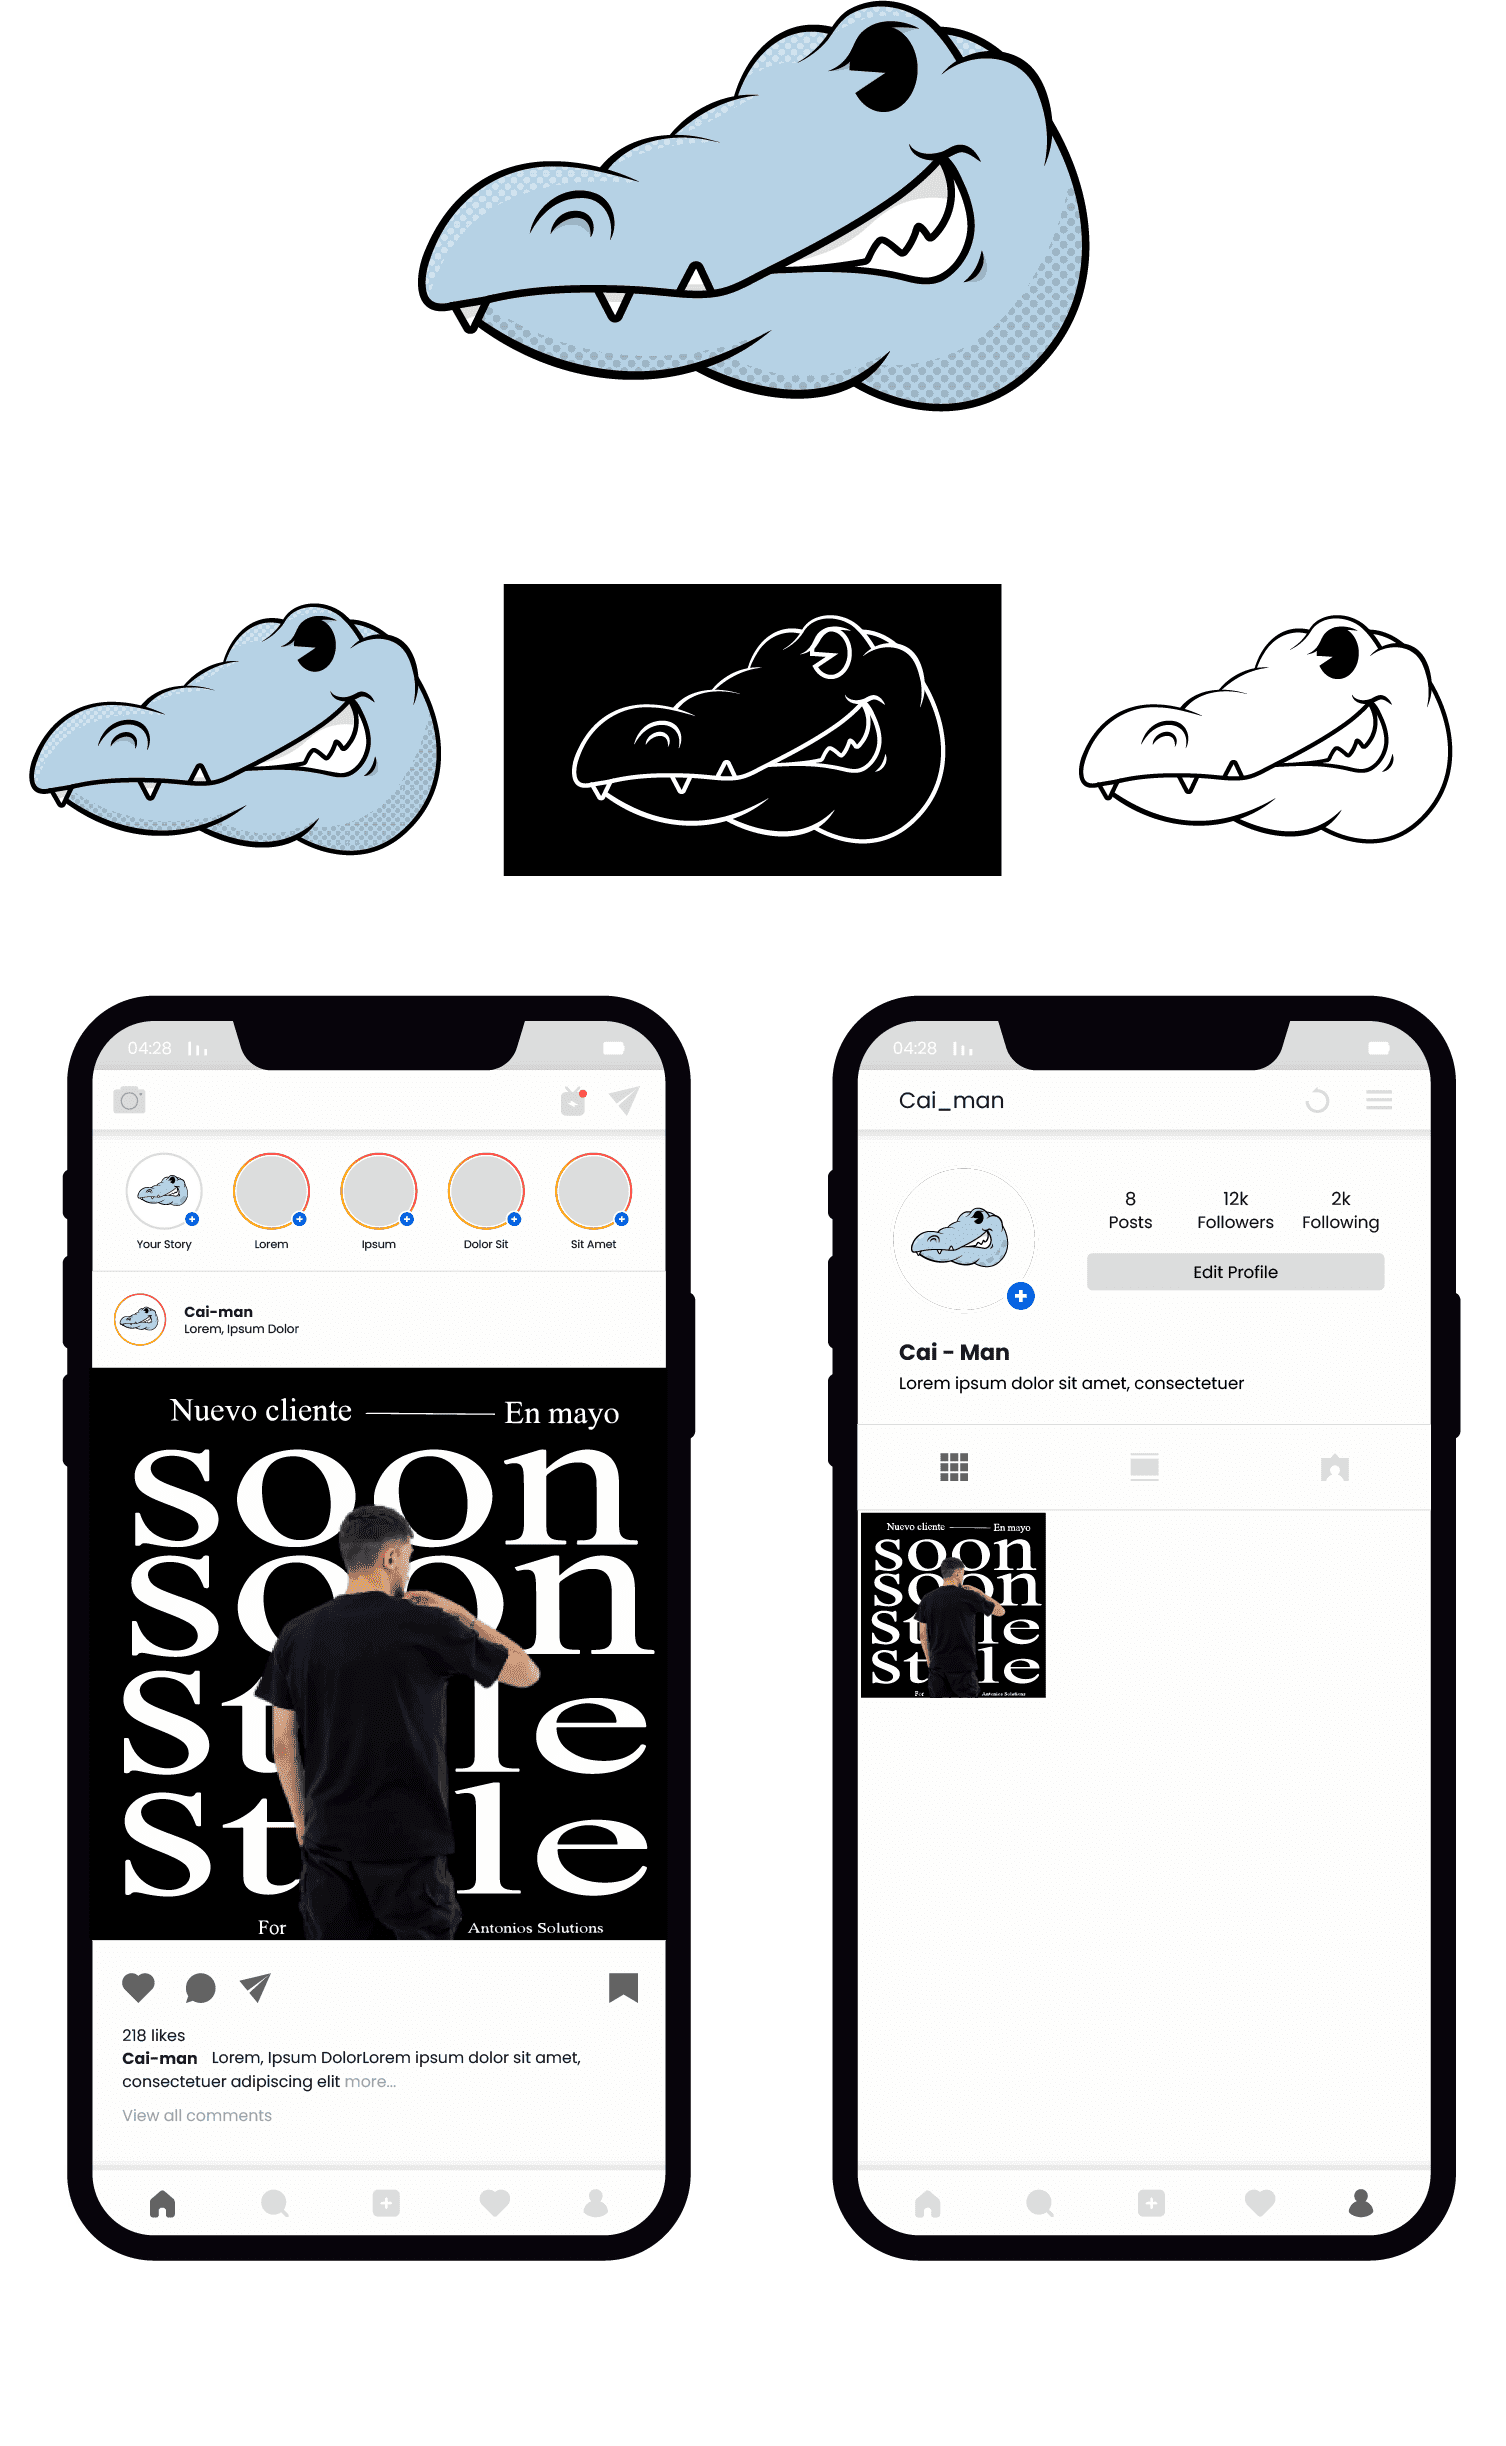 04:28
Your Story
Lorem
Ipsum
Dolor Sit
Sit Amet
Cai-man
Lorem, Ipsum Dolor
Nuevo cliente
En mayo
soon
soon
St le
St le
For
Antonios Solutions
218 likes
Cai-man Lorem, Ipsum DolorLorem ipsum dolor sit amet,
consectetuer adipiscing elit more...
View all comments
04:28
Cai_man
8
12k
2k
Posts
Followers
Following
Edit Profile
Cai - Man
Lorem ipsum dolor sit amet, consectetuer
Nuevo cliente
En mayo
soon
soon
St le
St le
For
Antonios Solutions